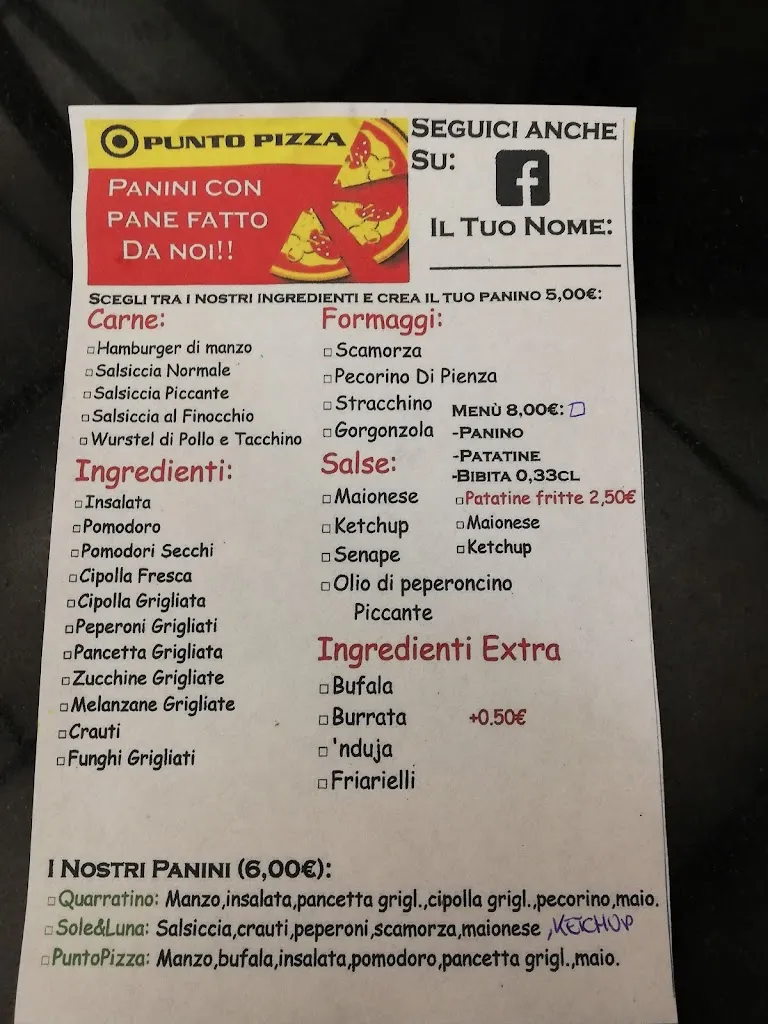 PUNTO PIZZA
PANINI CON
PANE FATTO
DA NOI!!
SEGUICI ANCHE
SU:
f
IL TUO NOME:
SCEGLI TRA I NOSTRI INGREDIENTI E CREA IL TUO PANINO 5,00€:
Carne:
Hamburger di manzo
Salsiccia Normale
Salsiccia Piccante
Salsiccia al Finocchio
Wurstel di Pollo e Tacchino
Ingredienti:
Insalata
Pomodoro
Pomodori Secchi
Cipolla Fresca
Cipolla Grigliata
Peperoni Grigliati
Pancetta Grigliata
Zucchine Grigliate
Melanzane Grigliate
Crauti
Funghi Grigliati
Formaggi:
Scamorza
Pecorino Di Pienza
Stracchino
Gorgonzola
MENÙ 8,00€:
-PANINO
-PATATINE
-BIBITA 0,33CL
Patatine fritte 2,50€
Maionese
Ketchup
Salse:
Maionese
Ketchup
Senape
Olio di peperoncino
Piccante
Ingredienti Extra
Bufala
Burrata +0.50€
'nduja
Friarielli
I NOSTRI PANINI (6,00€):
Quarratino: Manzo,insalata,pancetta grigl.,cipolla grigl.,pecorino,maio.
Sole&Luna: Salsiccia,crauti,peperoni,scamorza,maionese ,KETCHUP
PuntoPizza: Manzo,bufala,insalata,pomodoro,pancetta grigl.,maio.